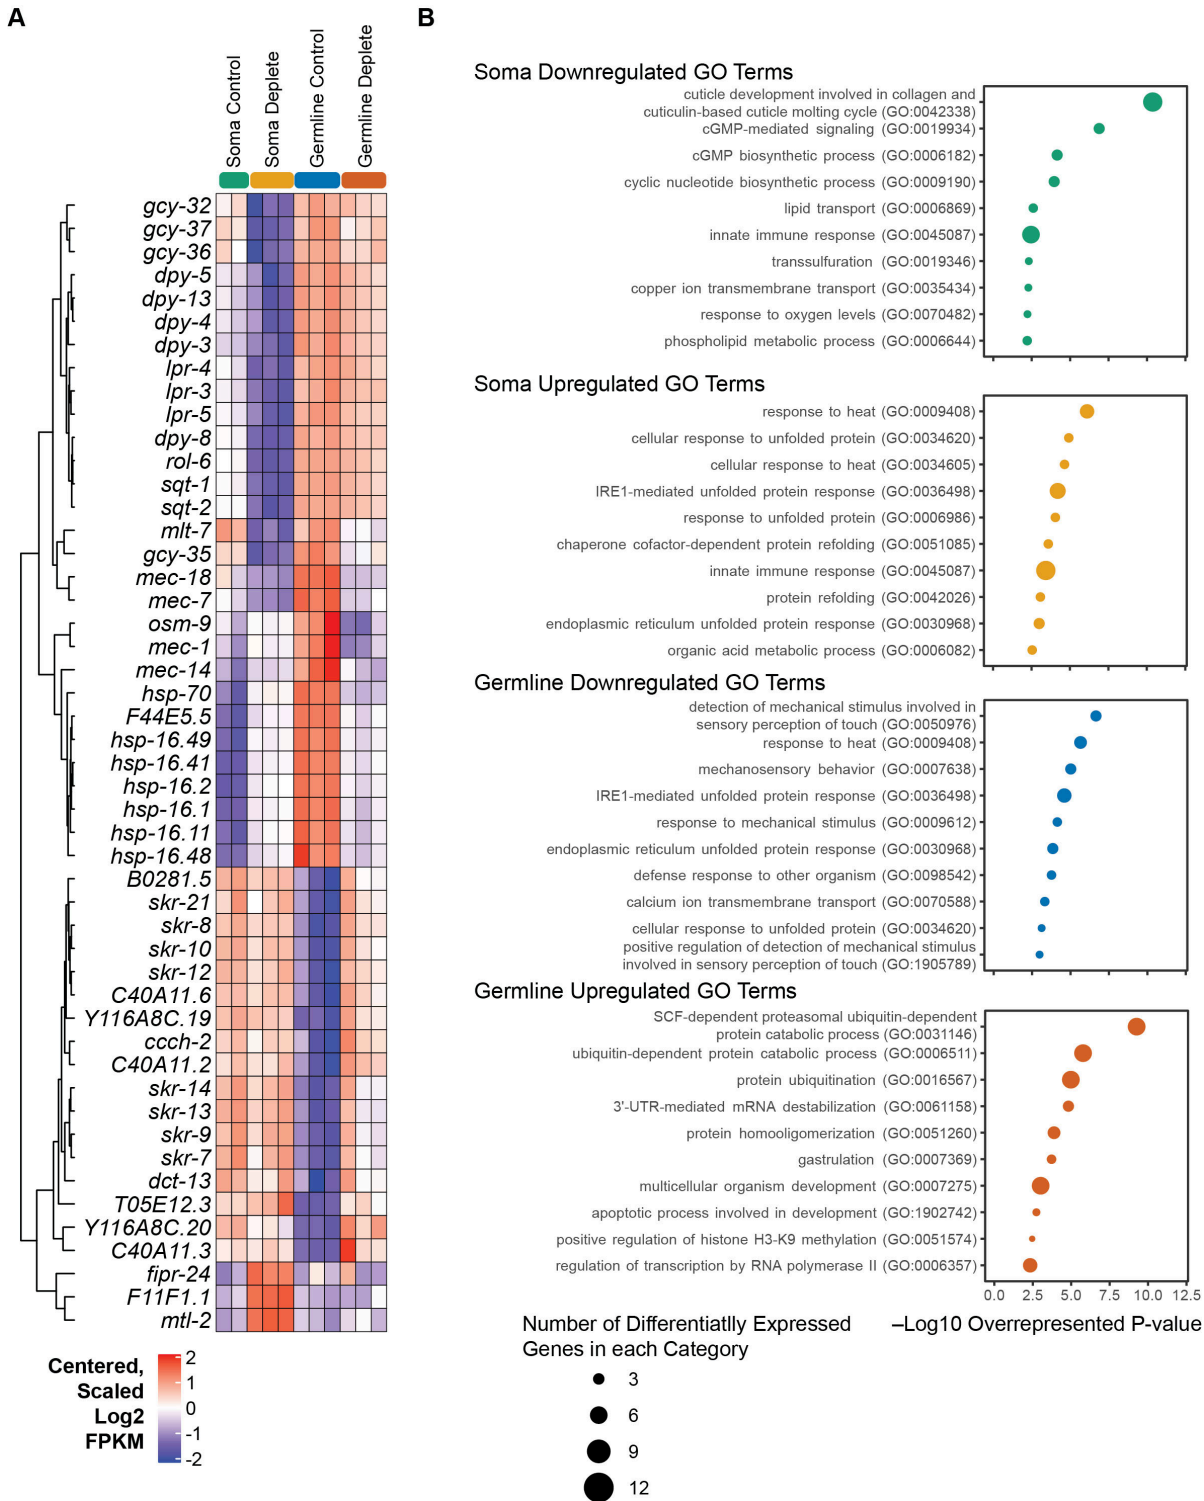 A
B
Soma Control
Soma Deplete
Germline Control
Germline Deplete
gcy-32
gcy-37
gcy-36
dpy-5
dpy-13
dpy-4
dpy-3
lpr-4
lpr-3
lpr-5
dpy-8
rol-6
sqt-1
sqt-2
mlt-7
gcy-35
mec-18
mec-7
osm-9
mec-1
mec-14
hsp-70
F44E5.5
hsp-16.49
hsp-16.41
hsp-16.2
hsp-16.1
hsp-16.11
hsp-16.48
B0281.5
skr-21
skr-8
skr-10
skr-12
C40A11.6
Y116A8C.19
ccch-2
C40A11.2
skr-14
skr-13
skr-9
skr-7
dct-13
T05E12.3
Y116A8C.20
C40A11.3
fipr-24
F11F1.1
mtl-2
Centered,
Scaled
Log2
FPKM
2
1
0
-1
-2
Soma Downregulated GO Terms
cuticle development involved in collagen and
cuticulin-based cuticle molting cycle (GO:0042338)
cGMP-mediated signaling (GO:0019934)
cGMP biosynthetic process (GO:0006182)
cyclic nucleotide biosynthetic process (GO:0009190)
lipid transport (GO:0006869)
innate immune response (GO:0045087)
transsulfuration (GO:0019346)
copper ion transmembrane transport (GO:0035434)
response to oxygen levels (GO:0070482)
phospholipid metabolic process (GO:0006644)
Soma Upregulated GO Terms
response to heat (GO:0009408)
cellular response to unfolded protein (GO:0034620)
cellular response to heat (GO:0034605)
IRE1-mediated unfolded protein response (GO:0036498)
response to unfolded protein (GO:0006986)
chaperone cofactor-dependent protein refolding (GO:0051085)
innate immune response (GO:0045087)
protein refolding (GO:0042026)
endoplasmic reticulum unfolded protein response (GO:0030968)
organic acid metabolic process (GO:0006082)
Germline Downregulated GO Terms
detection of mechanical stimulus involved in
sensory perception of touch (GO:0050976)
response to heat (GO:0009408)
mechanosensory behavior (GO:0007638)
IRE1-mediated unfolded protein response (GO:0036498)
response to mechanical stimulus (GO:0009612)
endoplasmic reticulum unfolded protein response (GO:0030968)
defense response to other organism (GO:0098542)
calcium ion transmembrane transport (GO:0070588)
cellular response to unfolded protein (GO:0034620)
positive regulation of detection of mechanical stimulus
involved in sensory perception of touch (GO:1905789)
Germline Upregulated GO Terms
SCF-dependent proteasomal ubiquitin-dependent
protein catabolic process (GO:0031146)
ubiquitin-dependent protein catabolic process (GO:0006511)
protein ubiquitination (GO:0016567)
3'-UTR-mediated mRNA destabilization (GO:0061158)
protein homooligomerization (GO:0051260)
gastrulation (GO:0007369)
multicellular organism development (GO:0007275)
apoptotic process involved in development (GO:1902742)
positive regulation of histone H3-K9 methylation (GO:0051574)
regulation of transcription by RNA polymerase II (GO:0006357)
0.0 2.5 5.0 7.5 10.0 12.5
–Log10 Overrepresented P-value
Number of Differentiatlly Expressed
Genes in each Category
3
6
9
12